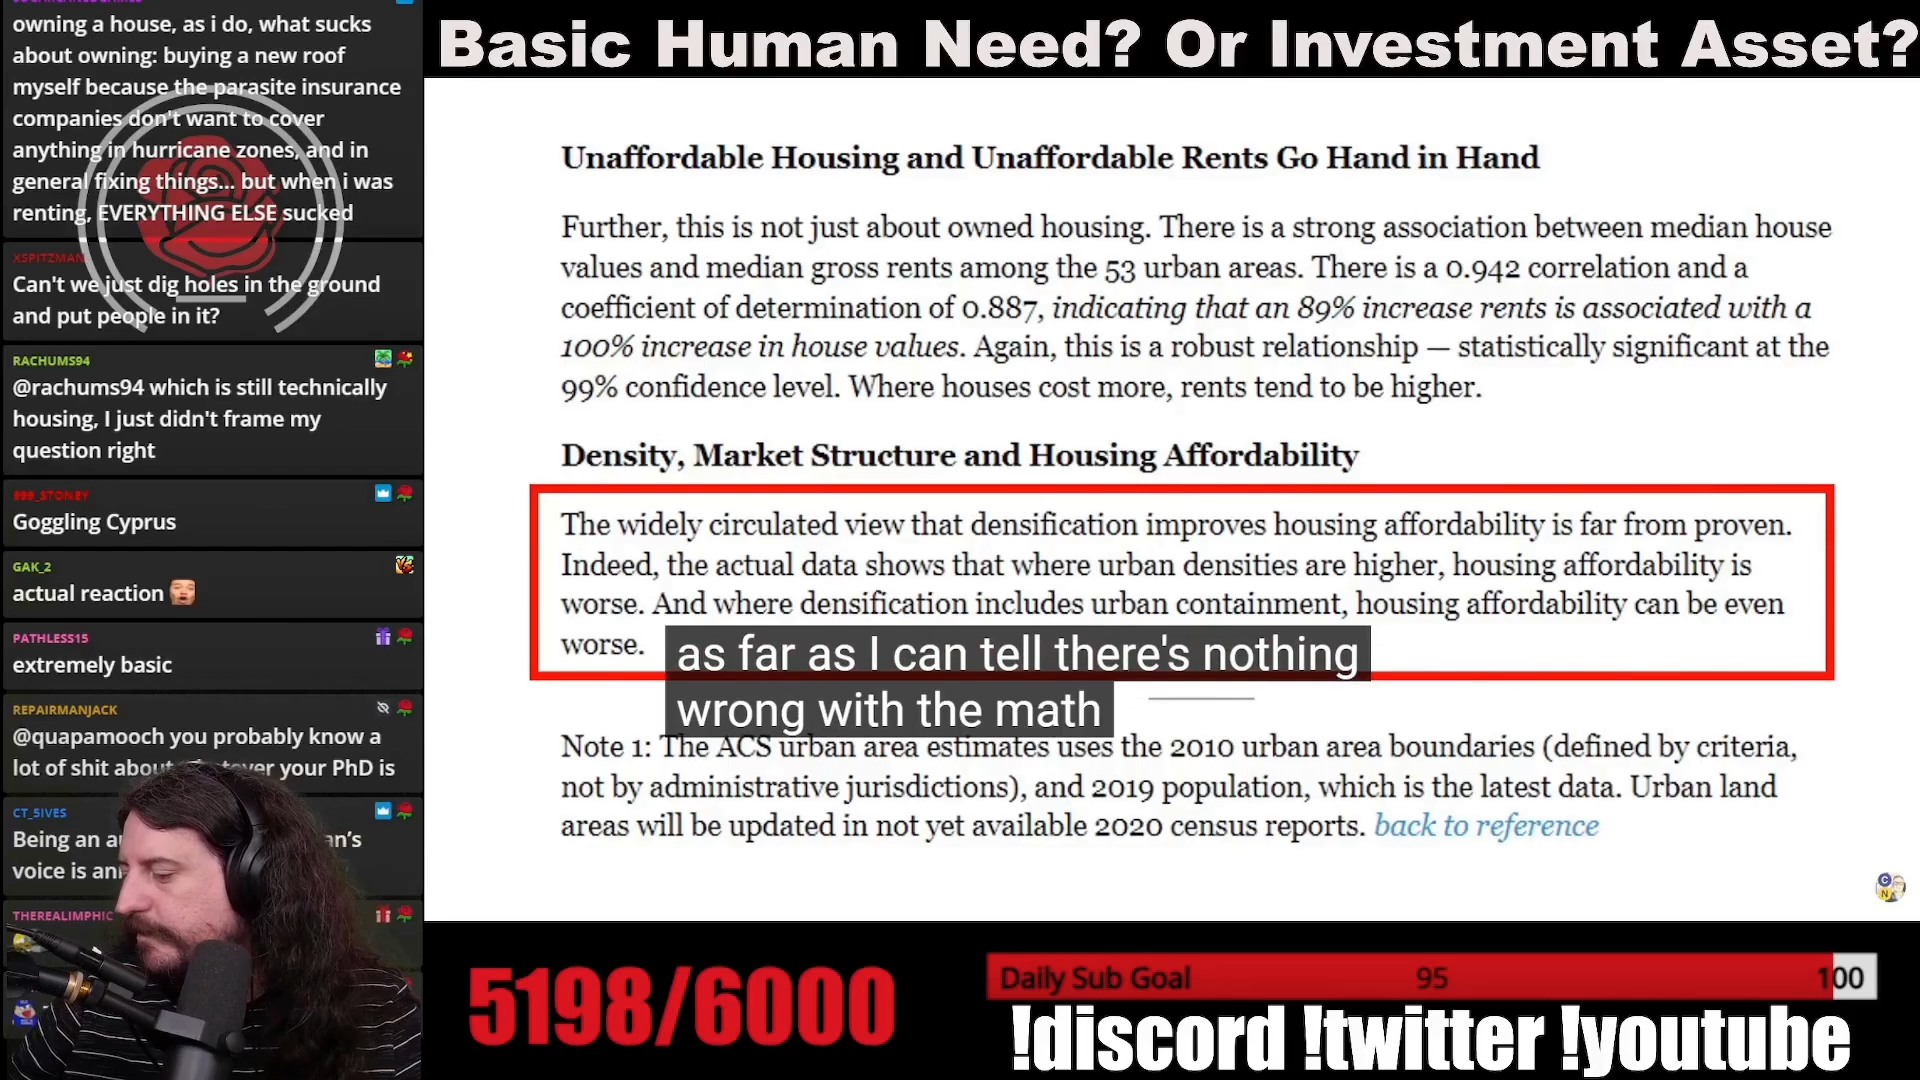 owning a house, as i do, what sucks
about owning: buying a new roof
myself because the parasite insurance
companies don't want to cover
anything in hurricane zones, and in
general fixing things... but when i was
renting, EVERYTHING ELSE sucked
XSPITZMAN
Can't we just dig holes in the ground
and put people in it?
RACHUMS94
@rachums94 which is still technically
housing, I just didn't frame my
question right
999_STONEY
Goggling Cyprus
GAK_2
actual reaction
PATHLESS15
extremely basic
REPAIRMANJACK
@quapamooch you probably know a
lot of shit about your PhD is
CT_5IVES
Being an
voice is
THEREALIMPHIC
Basic Human Need? Or Investment Asset?
Unaffordable Housing and Unaffordable Rents Go Hand in Hand
Further, this is not just about owned housing. There is a strong association between median house
values and median gross rents among the 53 urban areas. There is a 0.942 correlation and a
coefficient of determination of 0.887, indicating that an 89% increase rents is associated with a
100% increase in house values. Again, this is a robust relationship — statistically significant at the
99% confidence level. Where houses cost more, rents tend to be higher.
Density, Market Structure and Housing Affordability
The widely circulated view that densification improves housing affordability is far from proven.
Indeed, the actual data shows that where urban densities are higher, housing affordability is
worse. And where densification includes urban containment, housing affordability can be even
worse.
as far as I can tell there's nothing
wrong with the math
Note 1: The ACS urban area estimates uses the 2010 urban area boundaries (defined by criteria,
not by administrative jurisdictions), and 2019 population, which is the latest data. Urban land
areas will be updated in not yet available 2020 census reports. back to reference
5198/6000
Daily Sub Goal 95 100
!discord !twitter !youtube